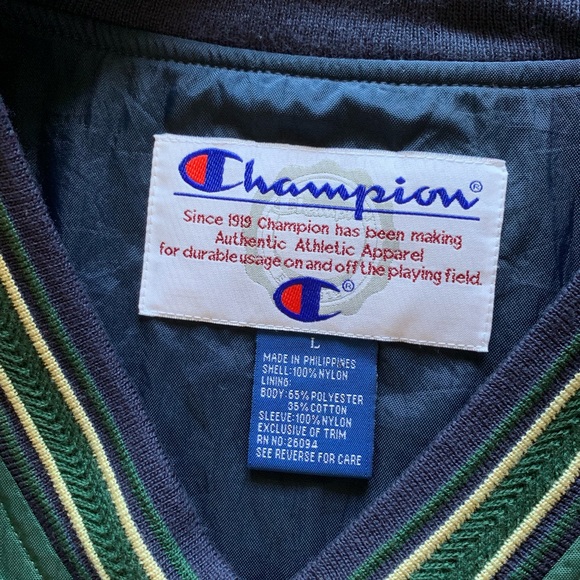 Champion®
Since 1919 Champion has been making
Authentic Athletic Apparel
for durable usage on and off the playing field.
®
L
MADE IN PHILIPPINES
SHELL:100%NYLON
LINING:
BODY:65%POLYESTER
35%COTTON
SLEEVE:100%NYLON
EXCLUSIVE OF TRIM
RN NO:26094
SEE REVERSE FOR CARE